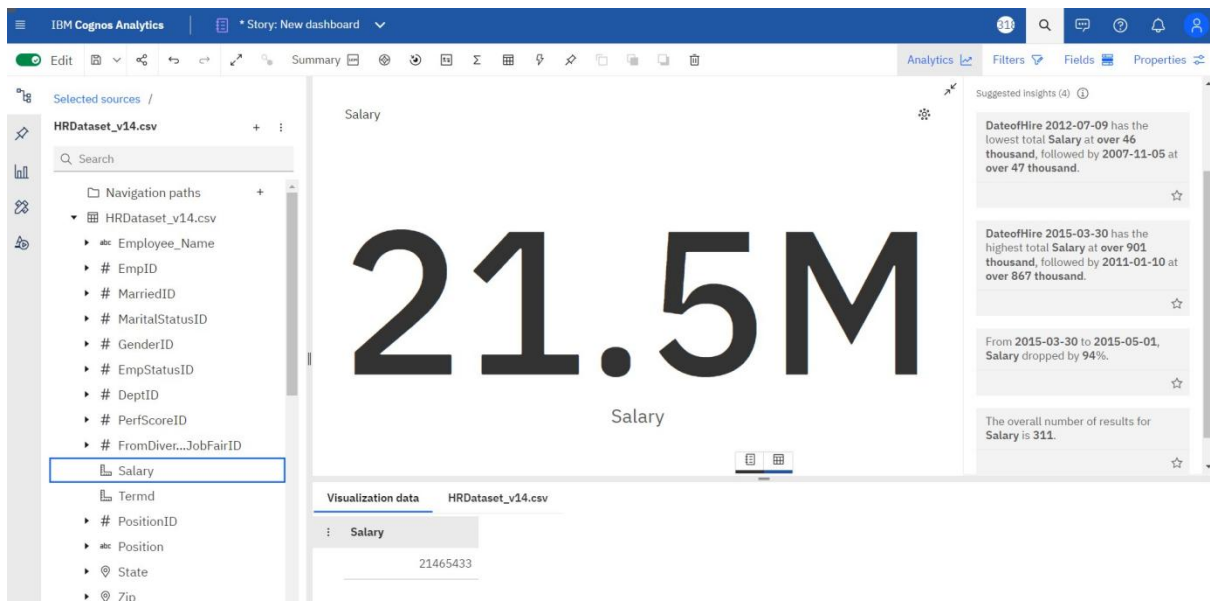 IBM Cognos Analytics
* Story: New dashboard
318
Edit
Summary
Analytics
Filters
Fields
Properties
Selected sources /
HRDataset_v14.csv
Search
Navigation paths
HRDataset_v14.csv
abc Employee_Name
# EmpID
# MarriedID
# MaritalStatusID
# GenderID
# EmpStatusID
# DeptID
# PerfScoreID
# FromDiver...JobFairID
Salary
Termd
# PositionID
abc Position
State
Zip
Salary
21.5M
Salary
Visualization data
HRDataset_v14.csv
Salary
21465433
Suggested insights (4)
DateofHire 2012-07-09 has the
lowest total Salary at over 46
thousand, followed by 2007-11-05 at
over 47 thousand.
DateofHire 2015-03-30 has the
highest total Salary at over 901
thousand, followed by 2011-01-10 at
over 867 thousand.
From 2015-03-30 to 2015-05-01,
Salary dropped by 94%.
The overall number of results for
Salary is 311.